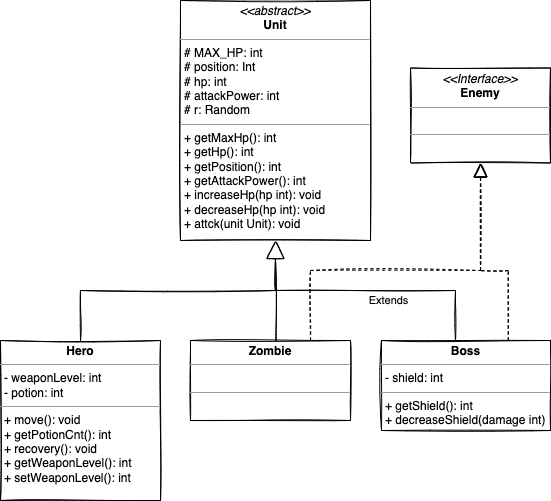 <<abstract>>
Unit
# MAX_HP: int
# position: Int
# hp: int
# attackPower: int
# r: Random
+ getMaxHp(): int
+ getHp(): int
+ getPosition(): int
+ getAttackPower(): int
+ increaseHp(hp int): void
+ decreaseHp(hp int): void
+ attck(unit Unit): void
<<Interface>>
Enemy
Extends
Hero
- weaponLevel: int
- potion: int
+ move(): void
+ getPotionCnt(): int
+ recovery(): void
+ getWeaponLevel(): int
+ setWeaponLevel(): int
Zombie
Boss
- shield: int
+ getShield(): int
+ decreaseShield(damage int)